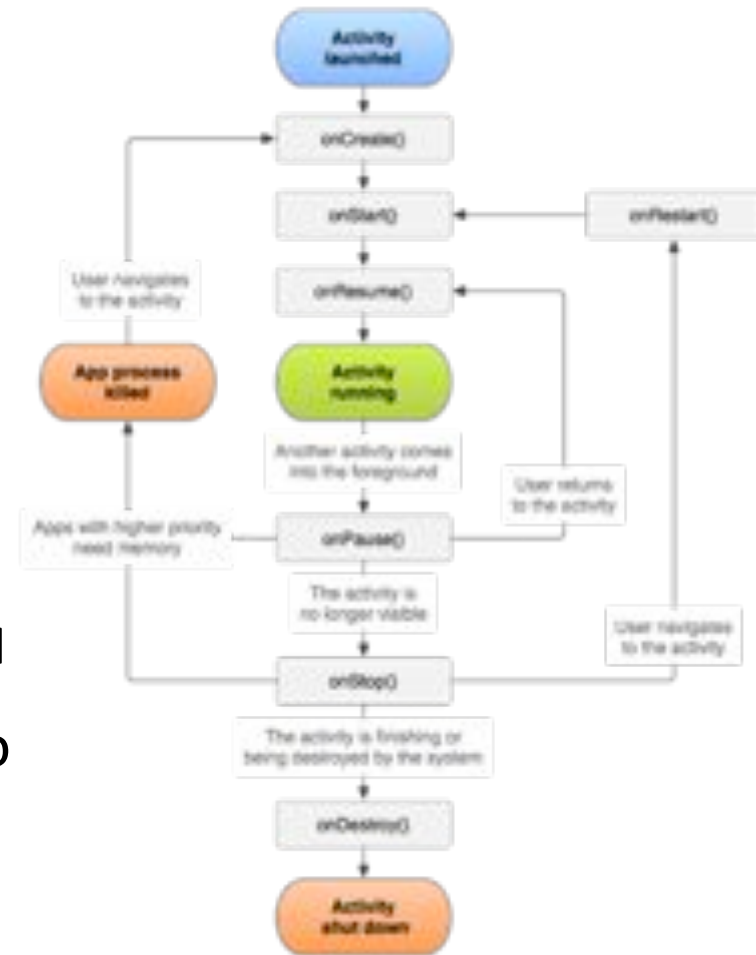 Activity
launched
onCreate()
onStart()
onRestart()
onResume()
User navigates
to the activity
App process
killed
Activity
running
Another activity comes
into the foreground
User returns
to the activity
Apps with higher priority
need memory
onPause()
The activity is
no longer visible
User navigates
to the activity
onStop()
The activity is finishing or
being destroyed by the system
onDestroy()
Activity
shut down